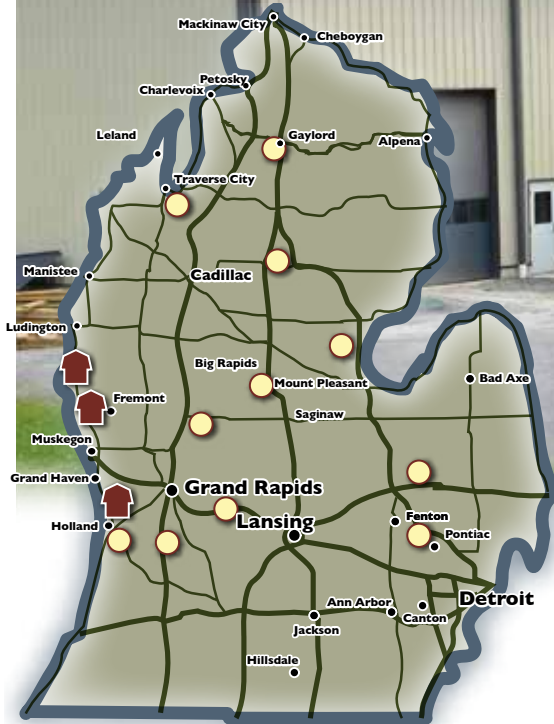 Mackinaw City
Cheboygan
Petosky
Charlevoix
Leland
Gaylord
Alpena
Traverse City
Manistee
Cadillac
Ludington
Big Rapids
Mount Pleasant
Bad Axe
Fremont
Saginaw
Muskegon
Grand Haven
Grand Rapids
Holland
Lansing
Fenton
Pontiac
Detroit
Ann Arbor
Canton
Jackson
Hillsdale